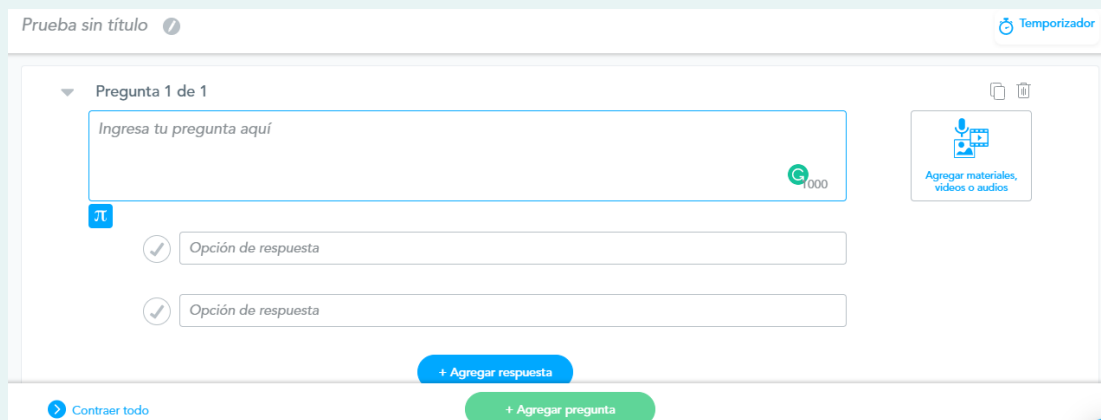 Prueba sin título
Temporizador
Pregunta 1 de 1
Ingresa tu pregunta aquí
1000
Agregar materiales,
videos o audios
π
Opción de respuesta
Opción de respuesta
+ Agregar respuesta
Contraer todo
+ Agregar pregunta